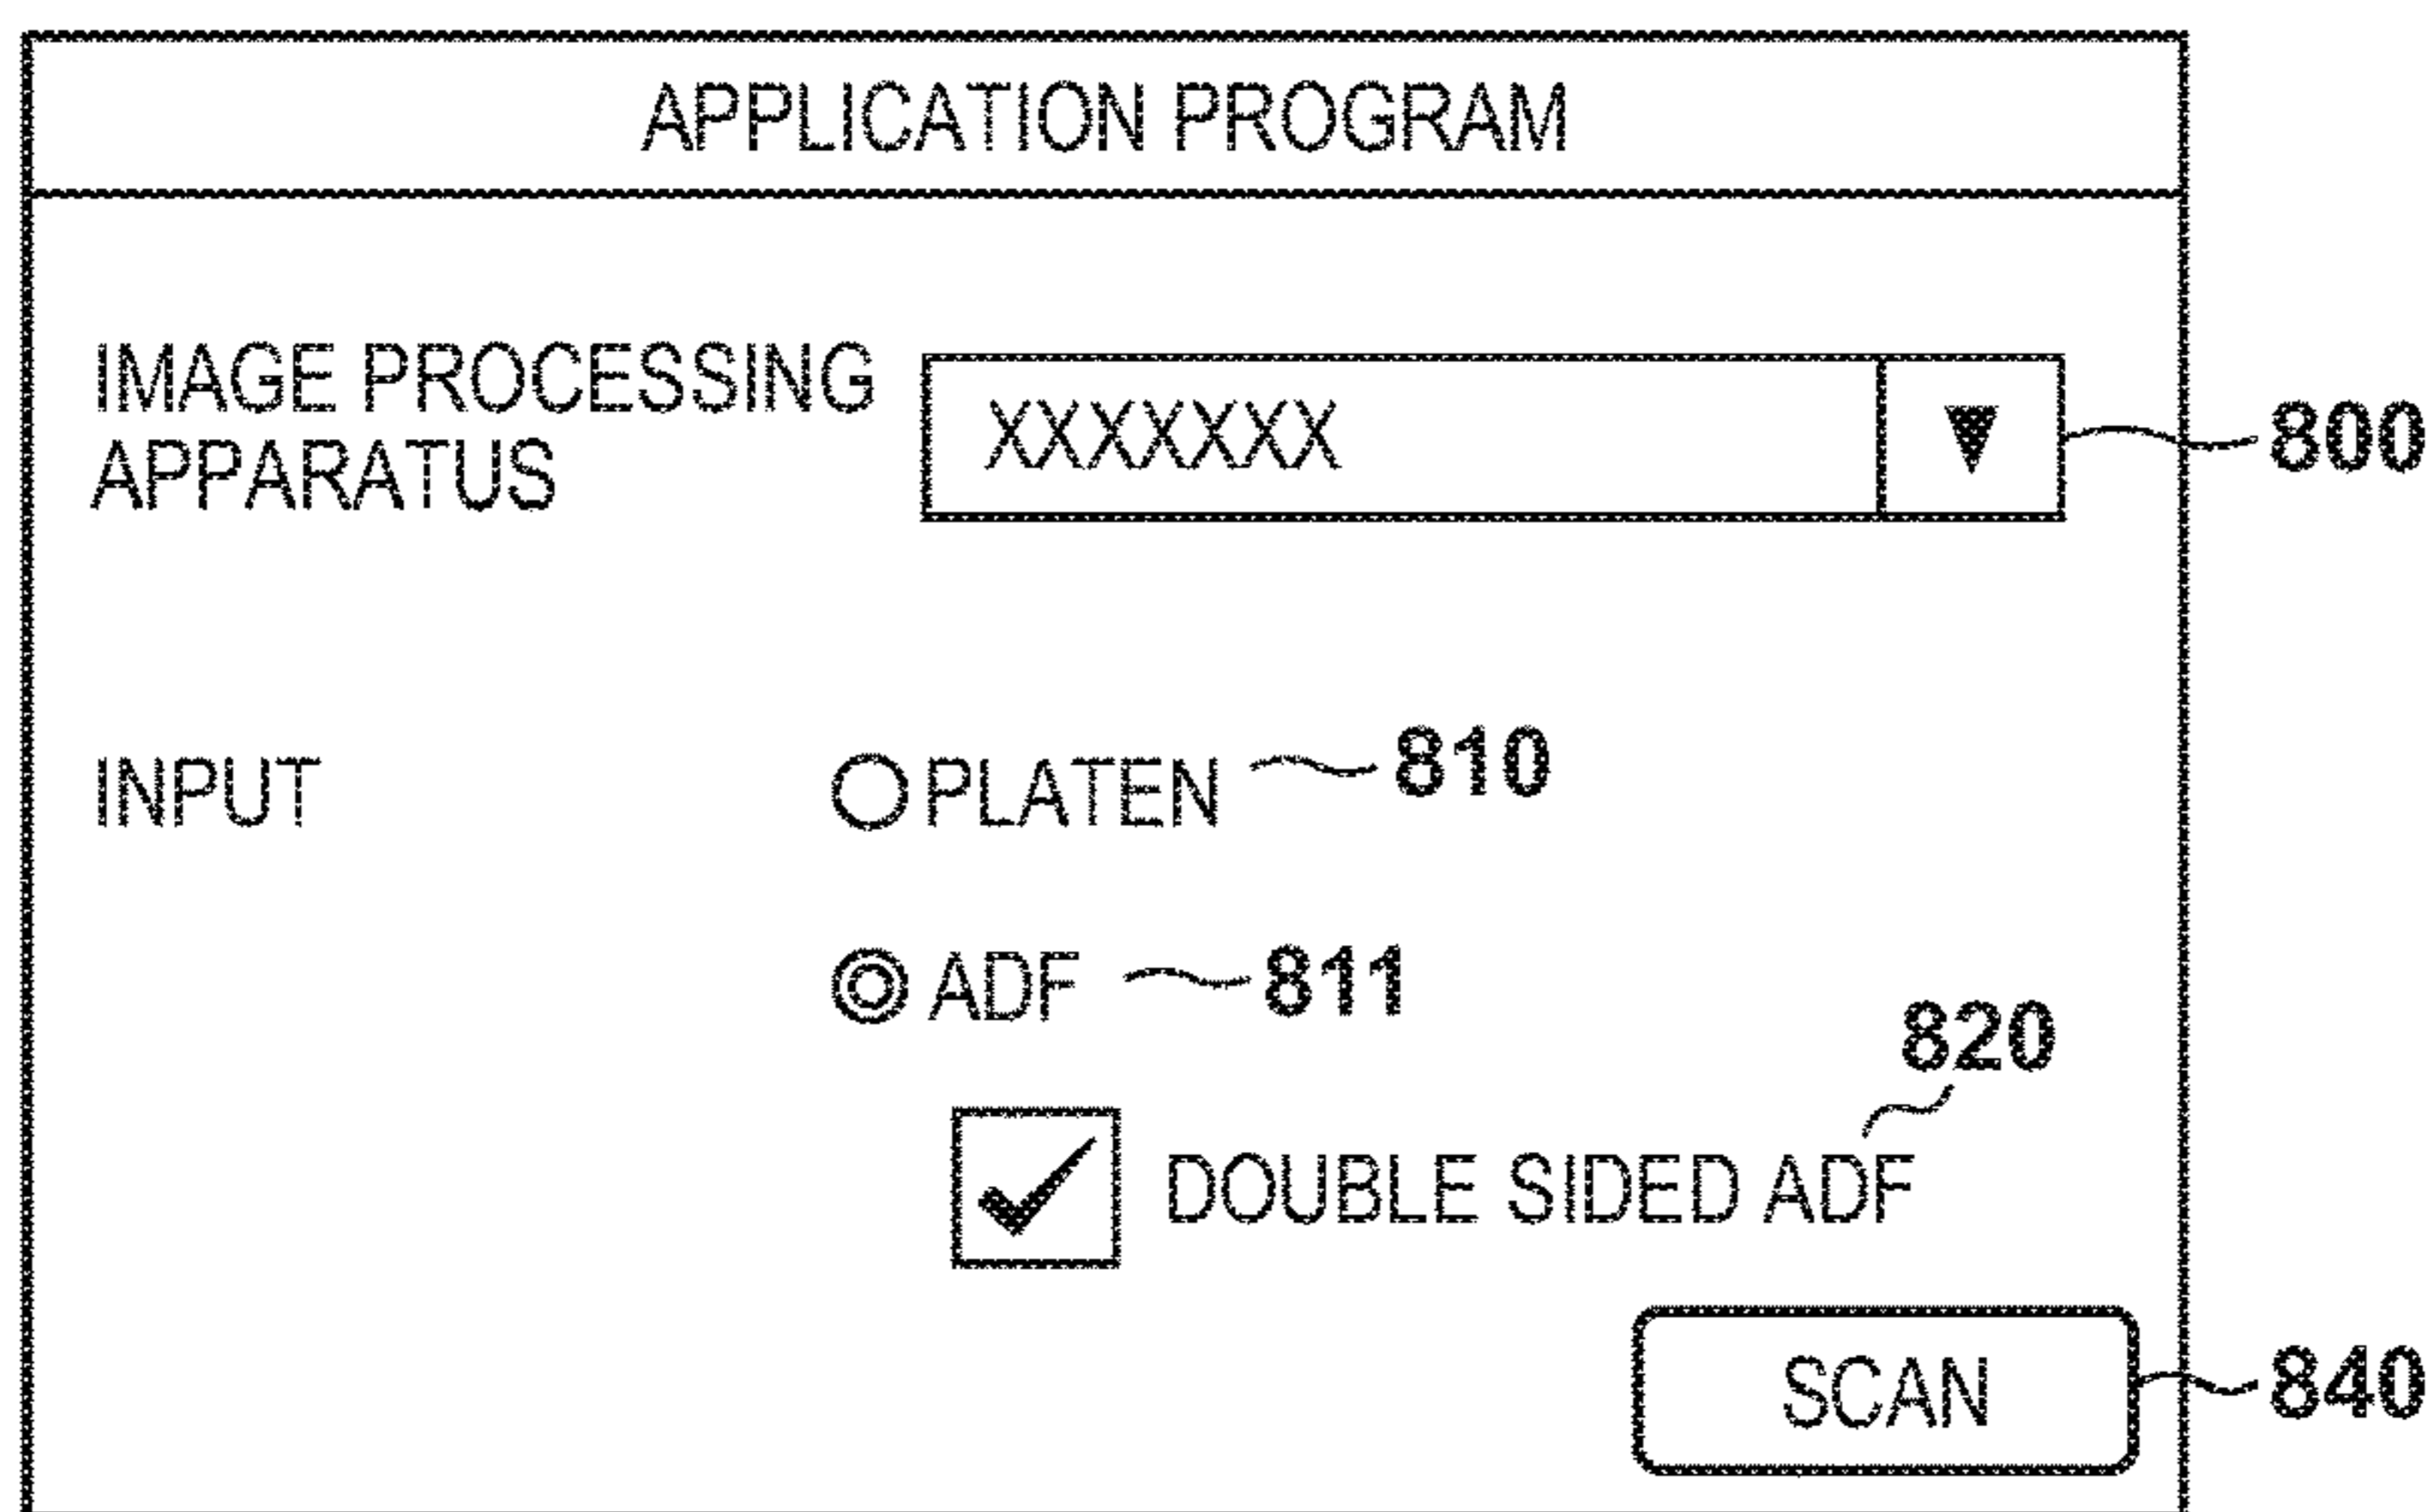 APPLICATION PROGRAM
IMAGE PROCESSING
APPARATUS
XXXXXXX
▼
800
INPUT
PLATEN
810
ADF
811
820
DOUBLE SIDED ADF
SCAN
840